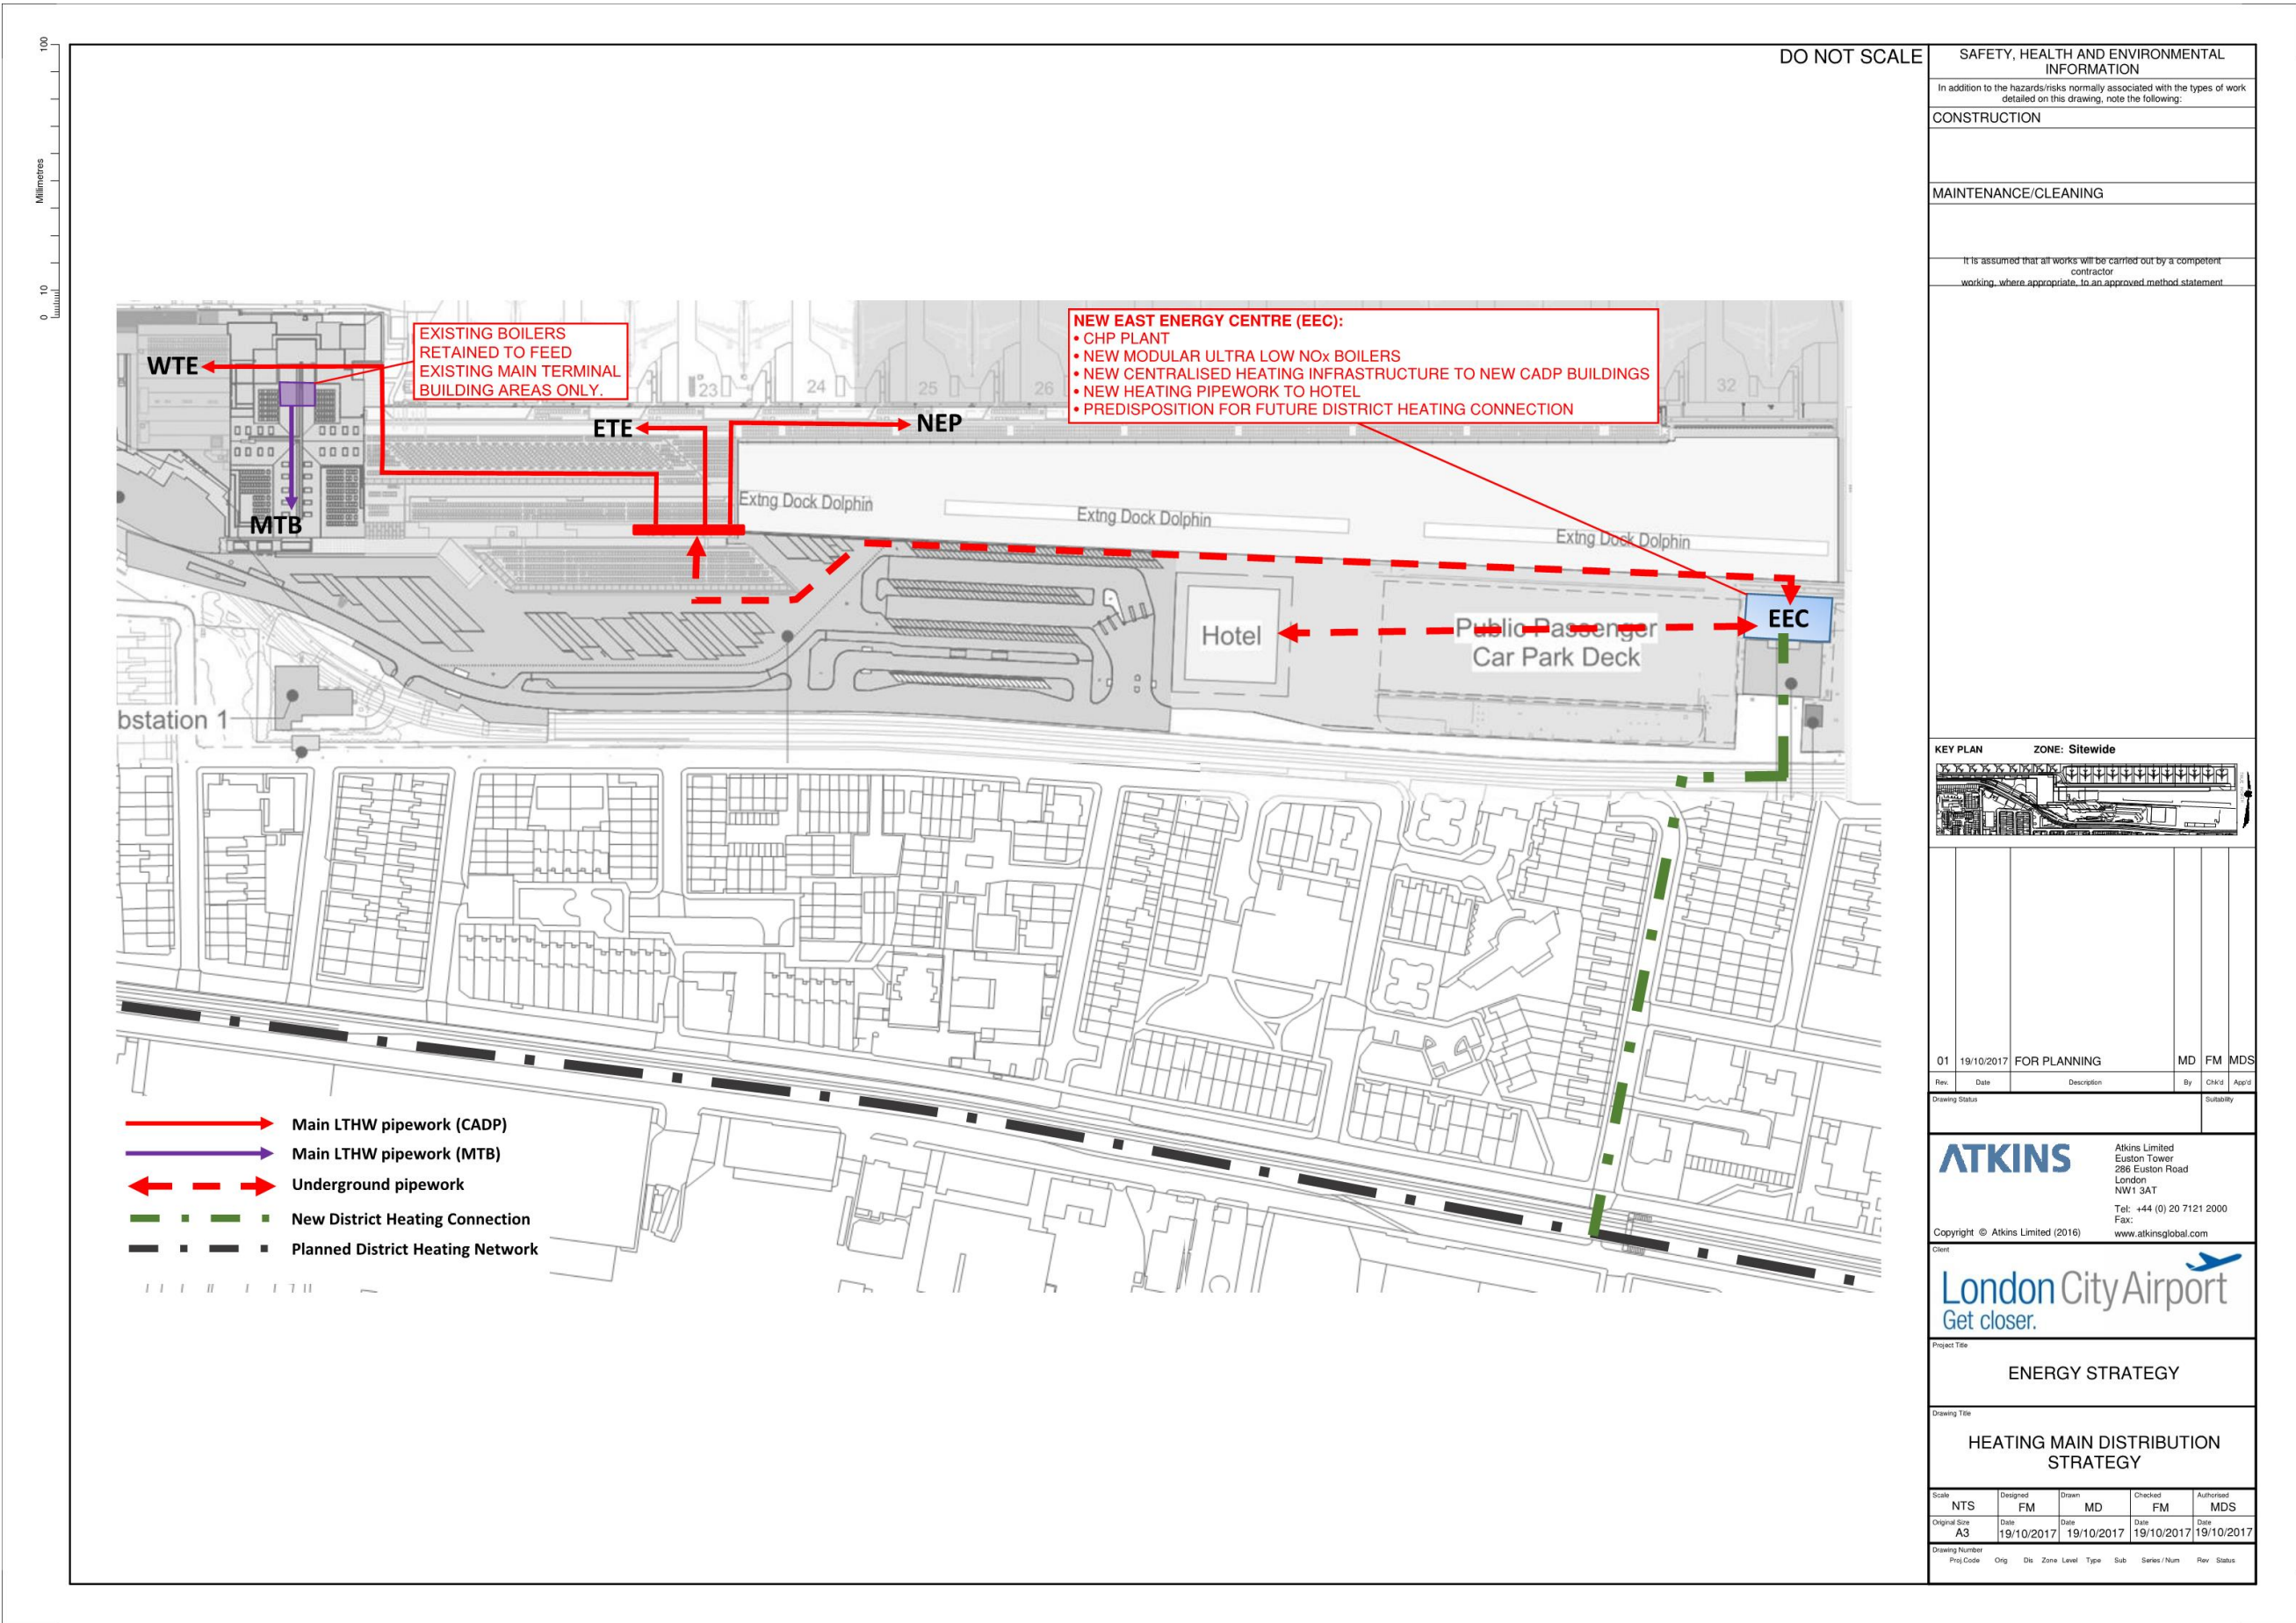 DO NOT SCALE
100
Millimetres
10
0
WTE
EXISTING BOILERS
RETAINED TO FEED
EXISTING MAIN TERMINAL
BUILDING AREAS ONLY.
MTB
ETE
NEP
23
24
25
26
32
NEW EAST ENERGY CENTRE (EEC):
• CHP PLANT
• NEW MODULAR ULTRA LOW NOx BOILERS
• NEW CENTRALISED HEATING INFRASTRUCTURE TO NEW CADP BUILDINGS
• NEW HEATING PIPEWORK TO HOTEL
• PREDISPOSITION FOR FUTURE DISTRICT HEATING CONNECTION
Extng Dock Dolphin
Extng Dock Dolphin
Extng Dock Dolphin
Hotel
Public Passenger
Car Park Deck
EEC
bstation 1
Main LTHW pipework (CADP)
Main LTHW pipework (MTB)
Underground pipework
New District Heating Connection
Planned District Heating Network
SAFETY, HEALTH AND ENVIRONMENTAL
INFORMATION
In addition to the hazards/risks normally associated with the types of work
detailed on this drawing, note the following:
CONSTRUCTION
MAINTENANCE/CLEANING
It is assumed that all works will be carried out by a competent
contractor
working, where appropriate, to an approved method statement
KEY PLAN ZONE: Sitewide
01 19/10/2017 FOR PLANNING MD FM MDS
Rev. Date Description By Chk'd App'd
Drawing Status Suitability
ATKINS
Atkins Limited
Euston Tower
286 Euston Road
London
NW1 3AT
Tel: +44 (0) 20 7121 2000
Fax:
Copyright © Atkins Limited (2016) www.atkinsglobal.com
Client
London City Airport
Get closer.
Project Title
ENERGY STRATEGY
Drawing Title
HEATING MAIN DISTRIBUTION
STRATEGY
Scale Designed Drawn Checked Authorised
NTS FM MD FM MDS
Original Size Date Date Date Date
A3 19/10/2017 19/10/2017 19/10/2017 19/10/2017
Drawing Number
Proj.Code Orig Dis Zone Level Type Sub Series / Num Rev Status